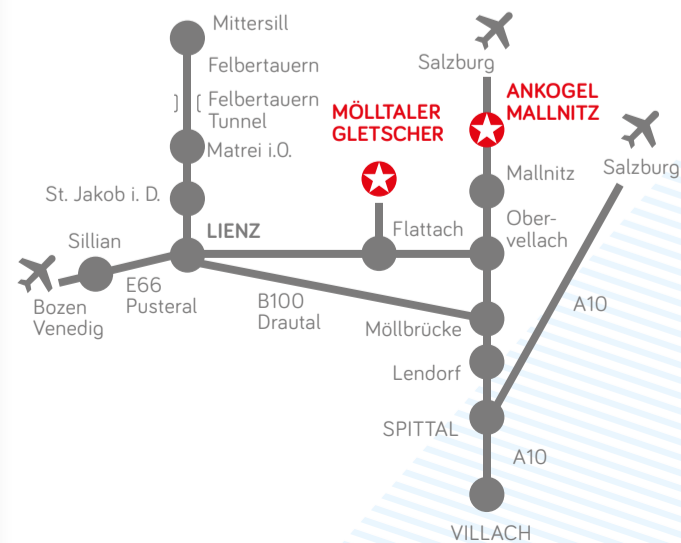 Mittersill
Felbertauern
Felbertauern
Tunnel
Matrei i.O.
St. Jakob i. D.
Sillian
LIENZ
Bozen
Venedig
E66
Pusteral
B100
Drautal
MÖLLTALER
GLETSCHER
Flattach
Salzburg
ANKOGEL
MALLNITZ
Mallnitz
Ober-
vellach
Salzburg
Möllbrücke
Lendorf
A10
SPITTAL
A10
VILLACH